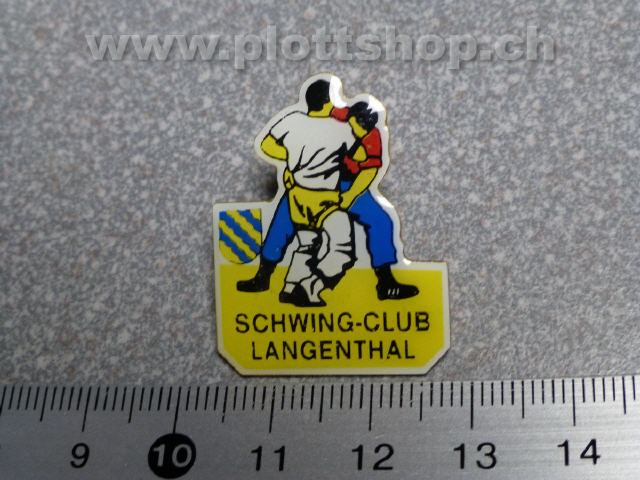 www.plottshop.ch
SCHWING-CLUB
LANGENTHAL
9 10 11 12 13 14